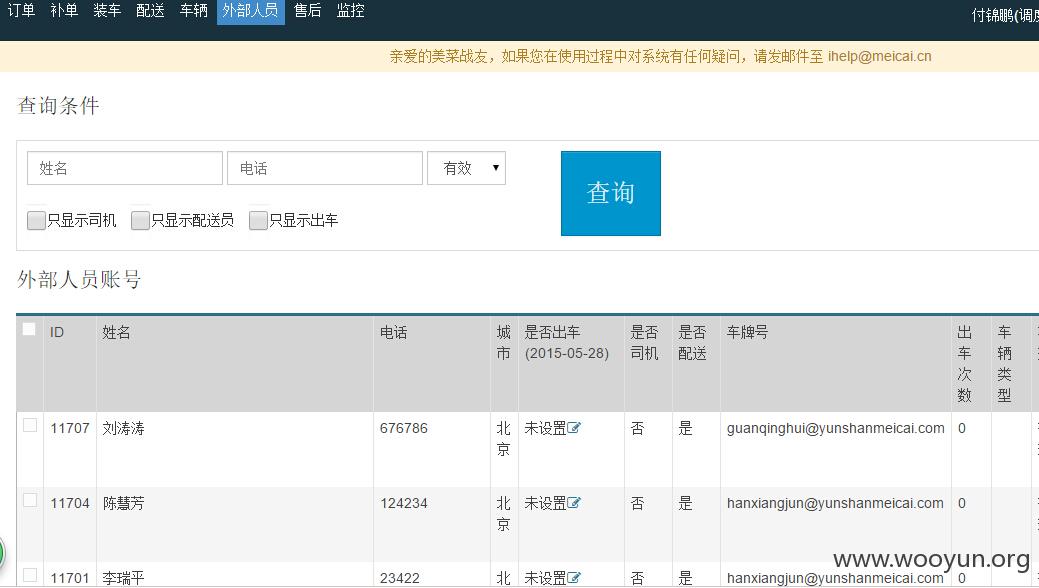 订单 补单 装车 配送 车辆 外部人员 售后 监控
付锦鹏(调度
亲爱的美菜战友，如果您在使用过程中对系统有任何疑问，请发邮件至 ihelp@meicai.cn
查询条件
姓名 电话 有效 查询
只显示司机 只显示配送员 只显示出车
外部人员账号
ID 姓名 电话 城市 是否出车 (2015-05-28) 是否司机 是否配送 车牌号 出车次数 车辆类型
11707 刘涛涛 676786 北京 未设置 否 是 guanqinghui@yunshanmeicai.com 0
11704 陈慧芳 124234 北京 未设置 否 是 hanxiangjun@yunshanmeicai.com 0
11701 李瑞平 23422 北 未设置 否 是 hanxiangjun@yunshanmeicai.com 0
www.wooyun.org